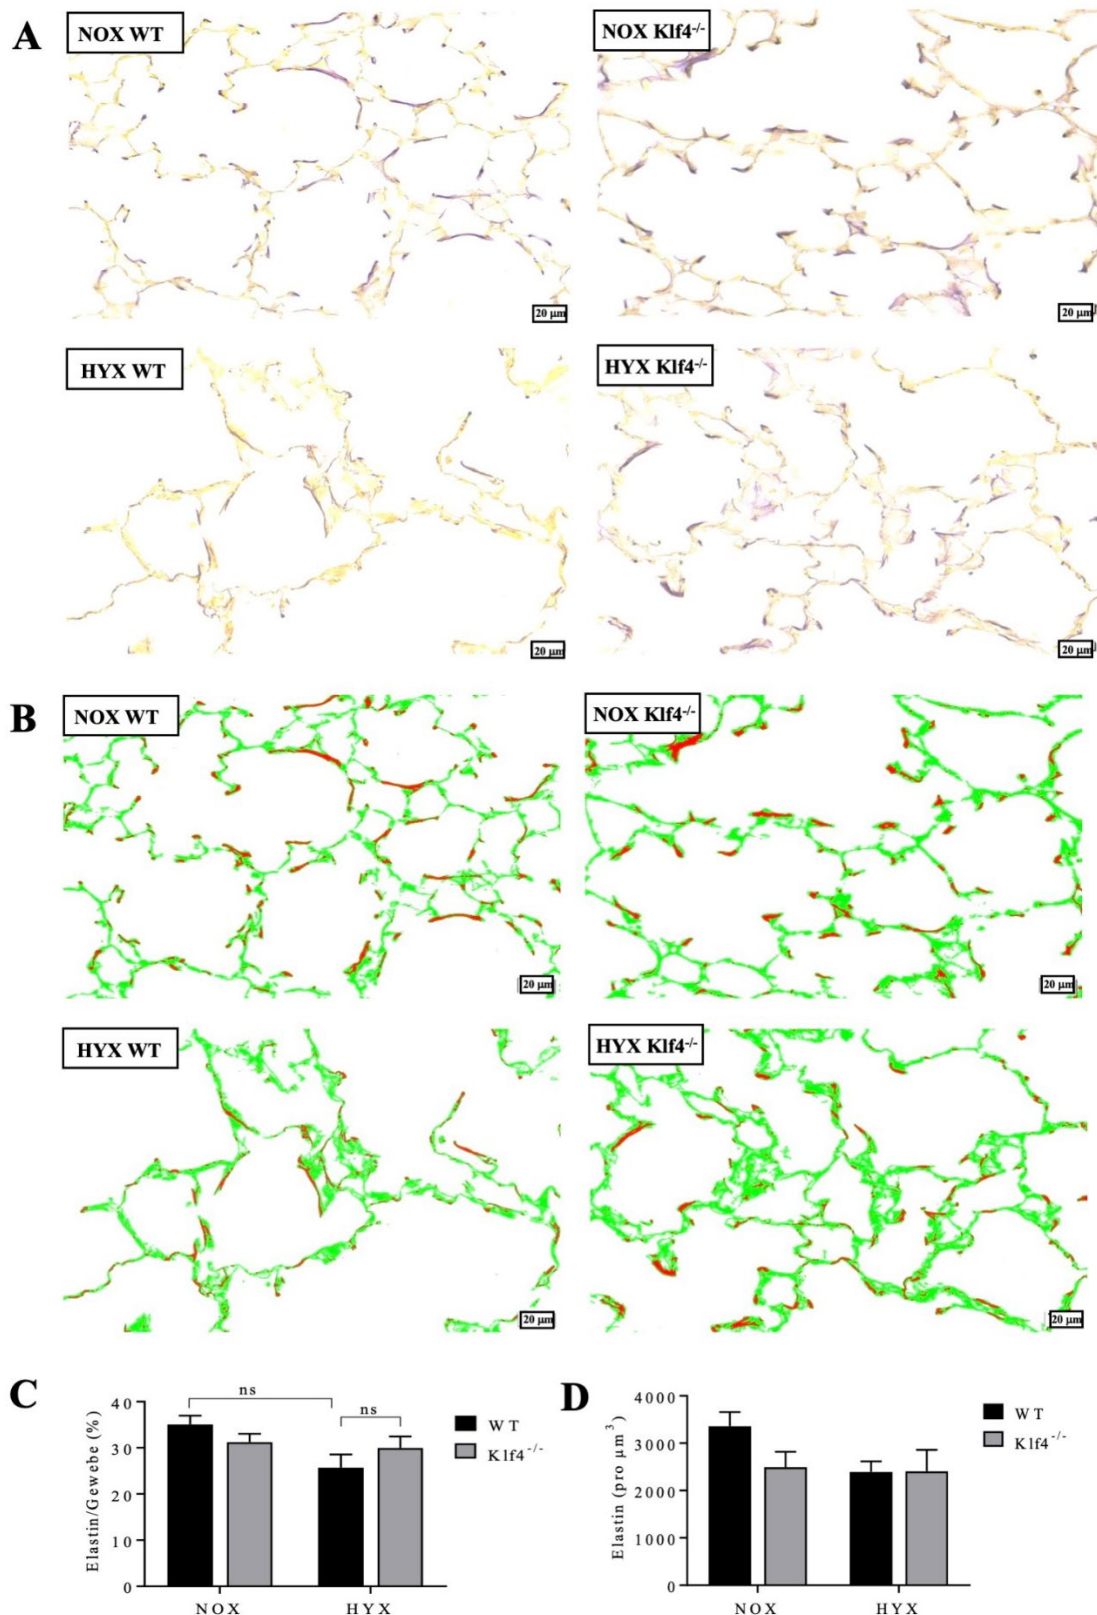 A
NOX WT
NOX Klf4-/-
20 µm
20 µm
HYX WT
HYX Klf4-/-
20 µm
20 µm
B
NOX WT
NOX Klf4-/-
20 µm
20 µm
HYX WT
HYX Klf4-/-
20 µm
20 µm
C
Elastin/Gewebe (%)
40
30
20
10
0
ns
ns
NOX
HYX
WT
Klf4-/-
D
Elastin (pro µm³)
4000
3000
2000
1000
0
NOX
HYX
WT
Klf4-/-